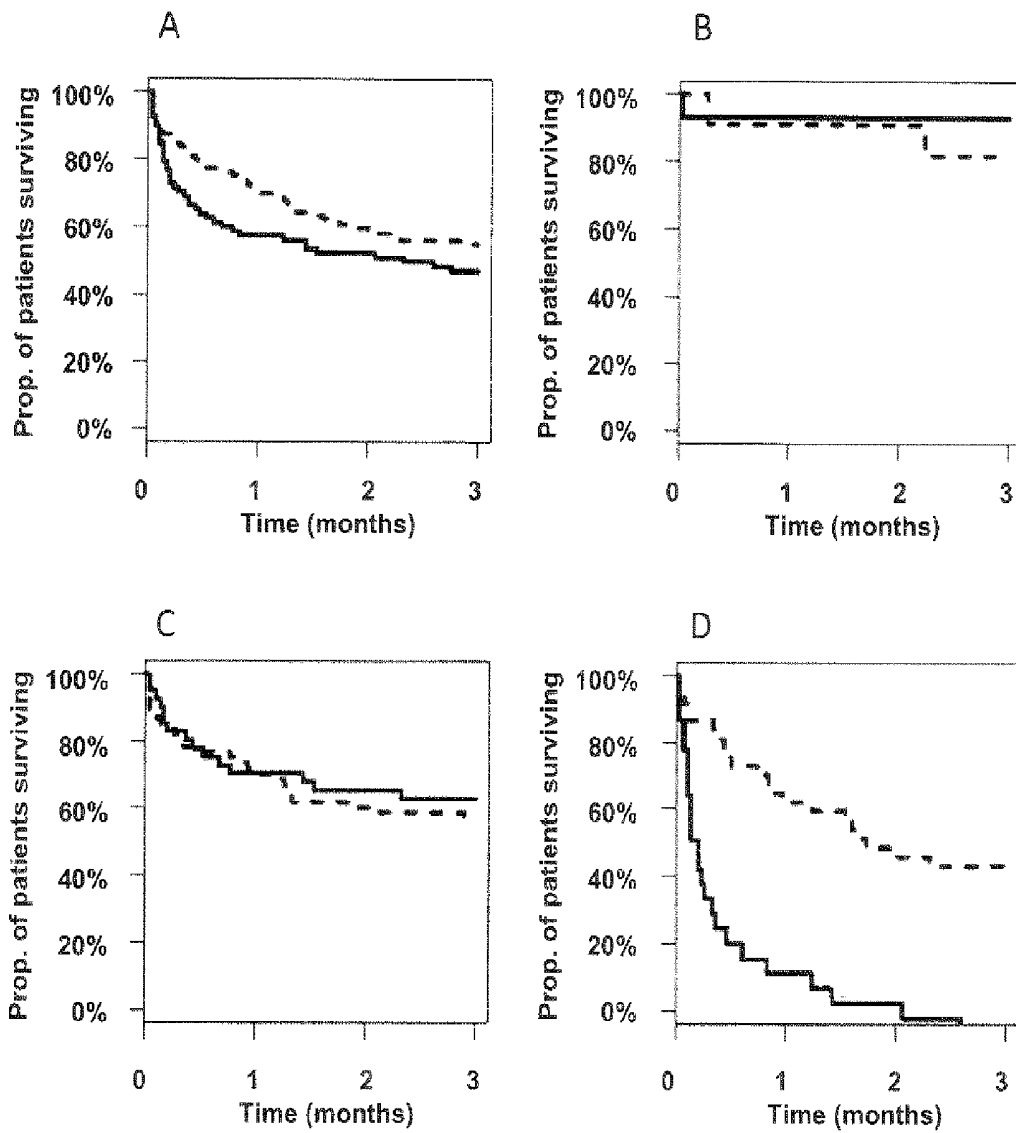 A
Prop. of patients surviving
100%
80%
60%
40%
20%
0%
0 1 2 3
Time (months)
B
Prop. of patients surviving
100%
80%
60%
40%
20%
0%
0 1 2 3
Time (months)
C
Prop. of patients surviving
100%
80%
60%
40%
20%
0%
0 1 2 3
Time (months)
D
Prop. of patients surviving
100%
80%
60%
40%
20%
0%
0 1 2 3
Time (months)